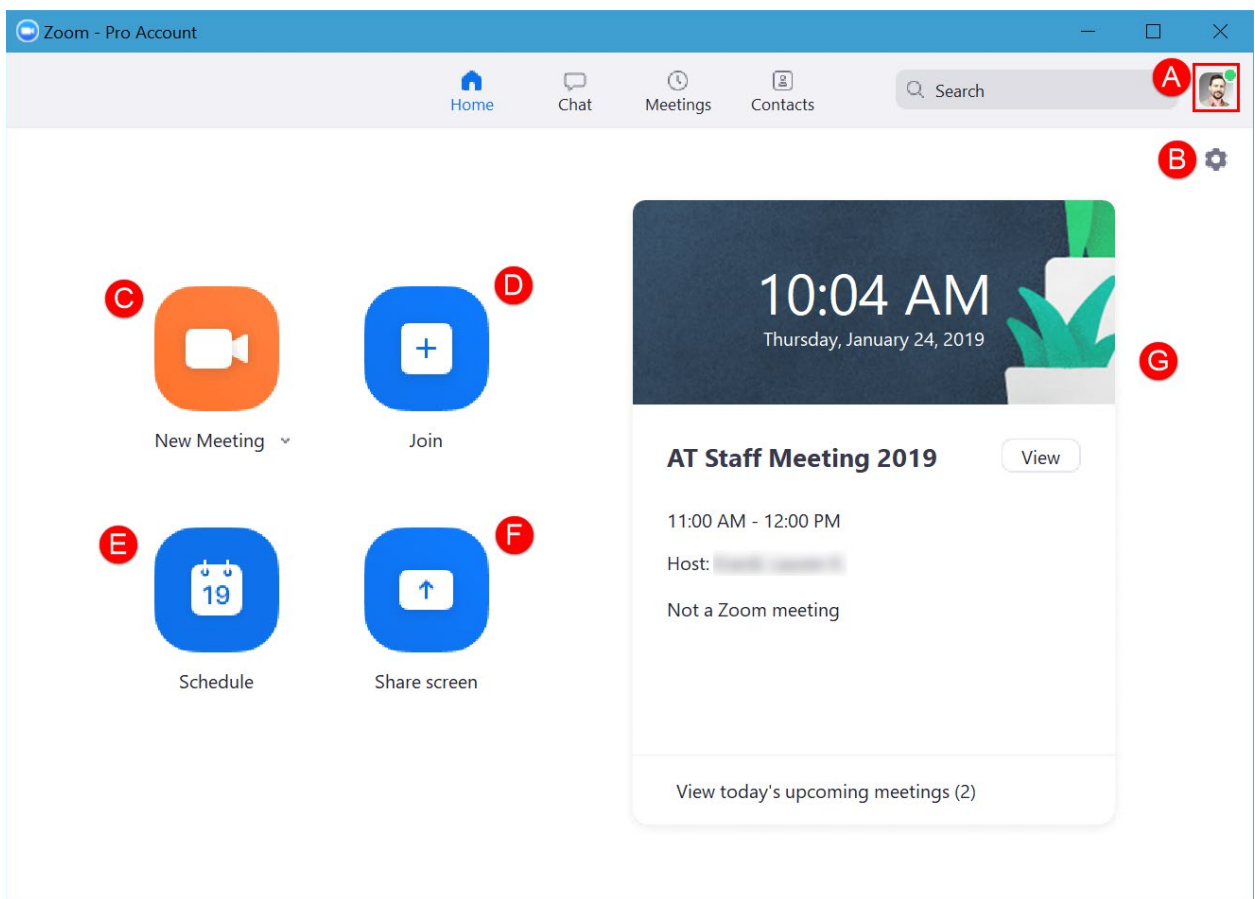 Zoom - Pro Account
Home
Chat
Meetings
Contacts
Search
A
B
C
D
New Meeting
Join
E
19
F
Schedule
Share screen
10:04 AM
Thursday, January 24, 2019
G
AT Staff Meeting 2019
View
11:00 AM - 12:00 PM
Host:
Not a Zoom meeting
View today's upcoming meetings (2)